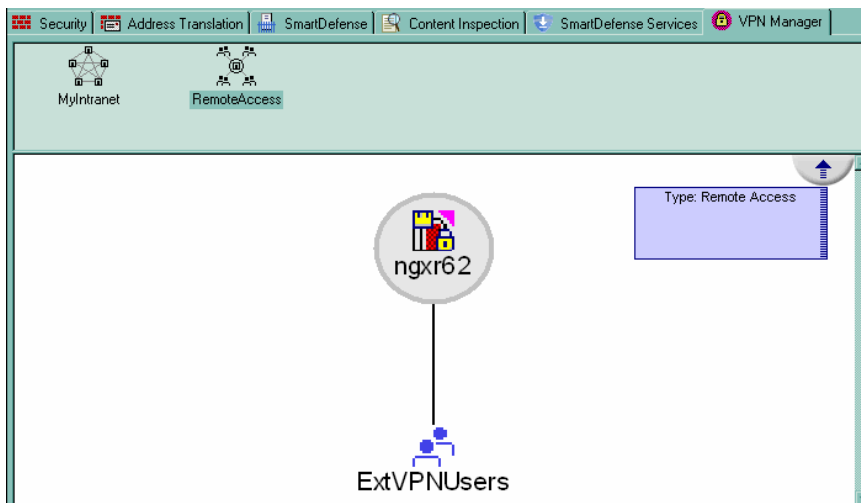 Security Address Translation SmartDefense Content Inspection SmartDefense Services VPN Manager
MyIntranet RemoteAccess
Type: Remote Access
ngxr62
ExtVPNUsers